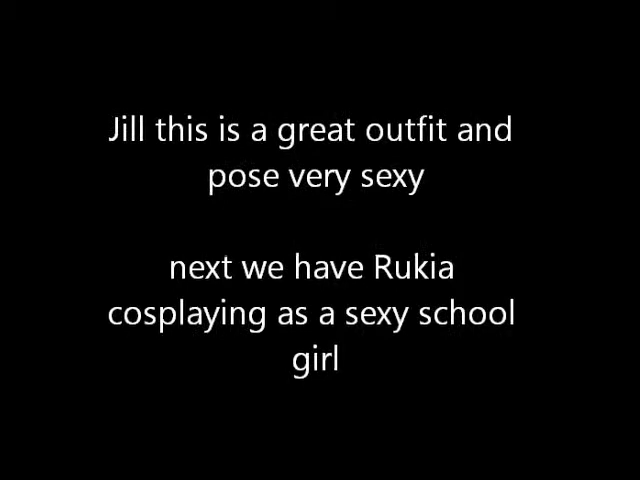 Jill this is a great outfit and
pose very sexy
next we have Rukia
cosplaying as a sexy school
girl